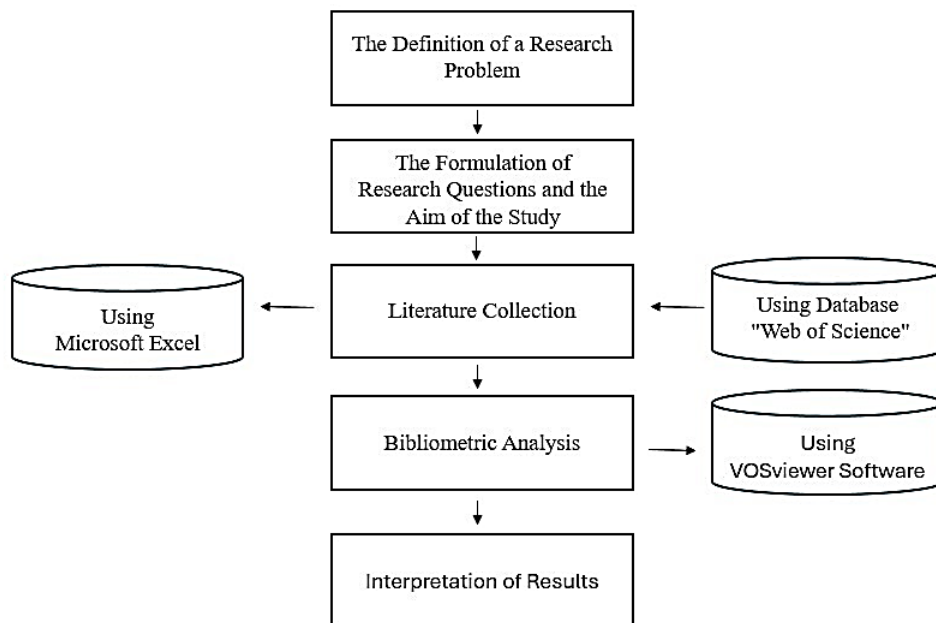 The Definition of a Research
Problem
The Formulation of
Research Questions and the
Aim of the Study
Using
Microsoft Excel
Literature Collection
Using Database
"Web of Science"
Bibliometric Analysis
Using
VOSviewer Software
Interpretation of Results